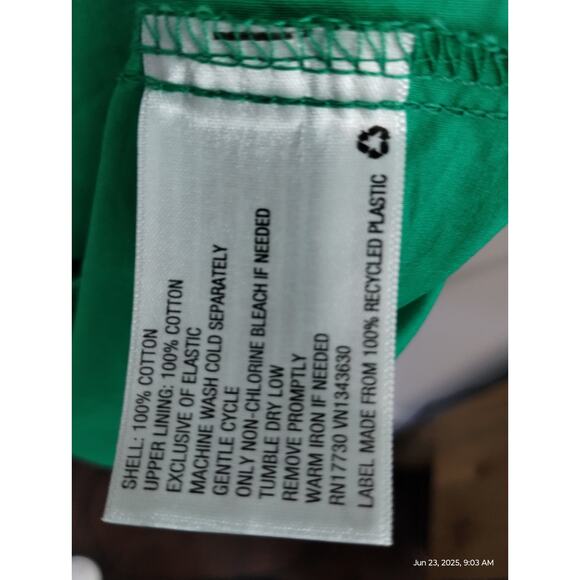 SHELL: 100% COTTON
UPPER LINING: 100% COTTON
EXCLUSIVE OF ELASTIC
MACHINE WASH COLD SEPARATELY
GENTLE CYCLE
ONLY NON-CHLORINE BLEACH IF NEEDED
TUMBLE DRY LOW
REMOVE PROMPTLY
WARM IRON IF NEEDED
RN17730 VN1343630
LABEL MADE FROM 100% RECYCLED PLASTIC
Jun 23, 2025, 9:03 AM